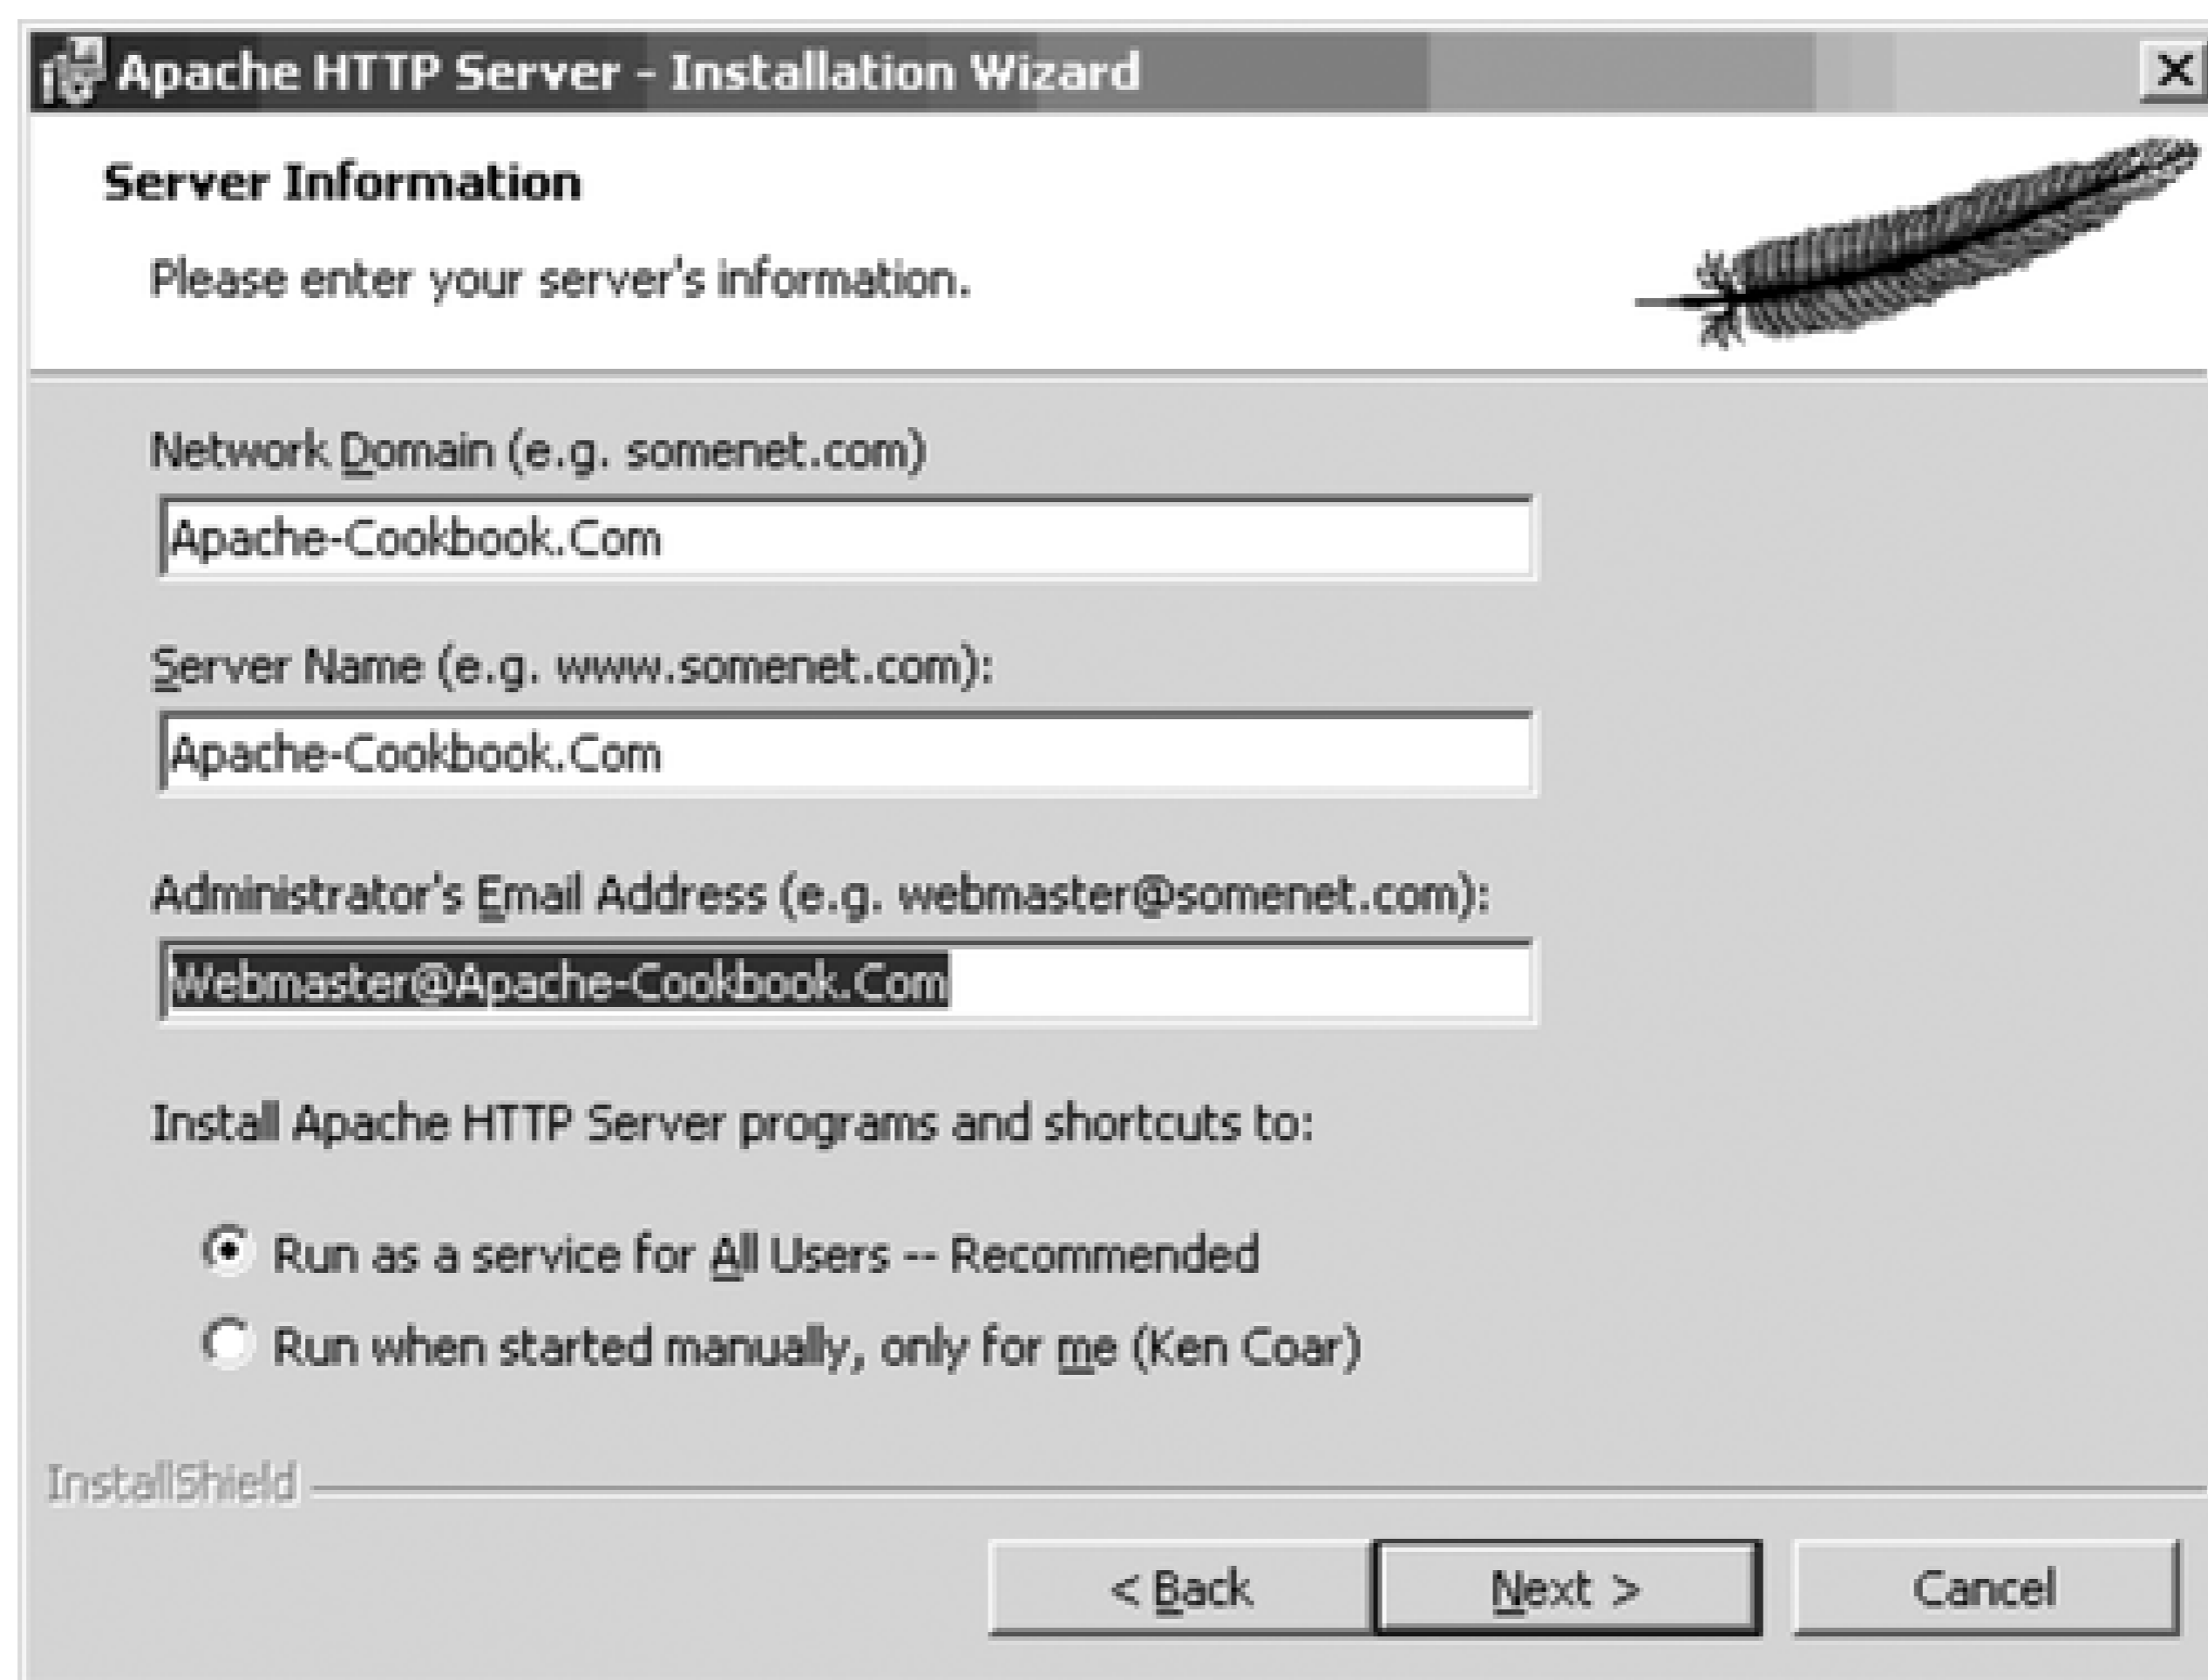 Apache HTTP Server - Installation Wizard
Server Information
Please enter your server's information.
Network Domain (e.g. somenet.com)
Apache-Cookbook.Com
Server Name (e.g. www.somenet.com):
Apache-Cookbook.Com
Administrator's Email Address (e.g. webmaster@somenet.com):
Webmaster@Apache-Cookbook.Com
Install Apache HTTP Server programs and shortcuts to:
Run as a service for All Users -- Recommended
Run when started manually, only for me (Ken Coar)
InstallShield
< Back Next > Cancel